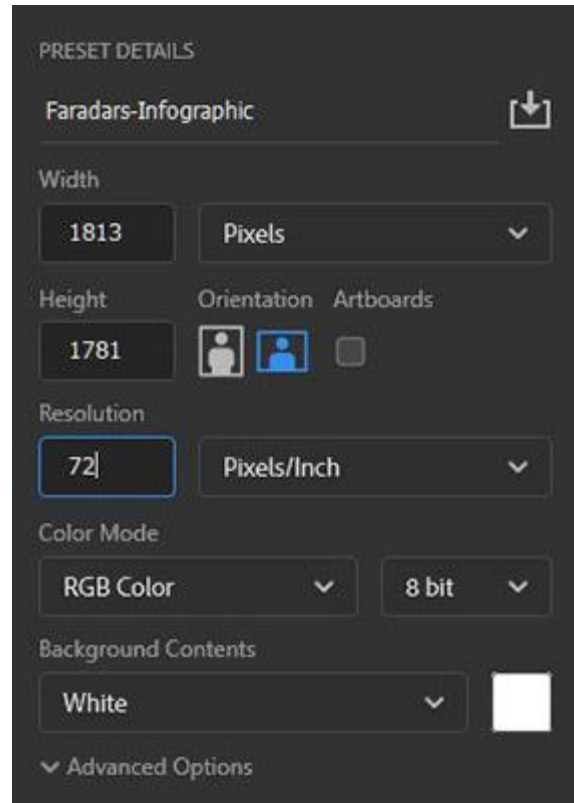 PRESET DETAILS
Faradars-Infographic
Width
1813 Pixels
Height Orientation Artboards
1781
Resolution
72 Pixels/Inch
Color Mode
RGB Color 8 bit
Background Contents
White
Advanced Options